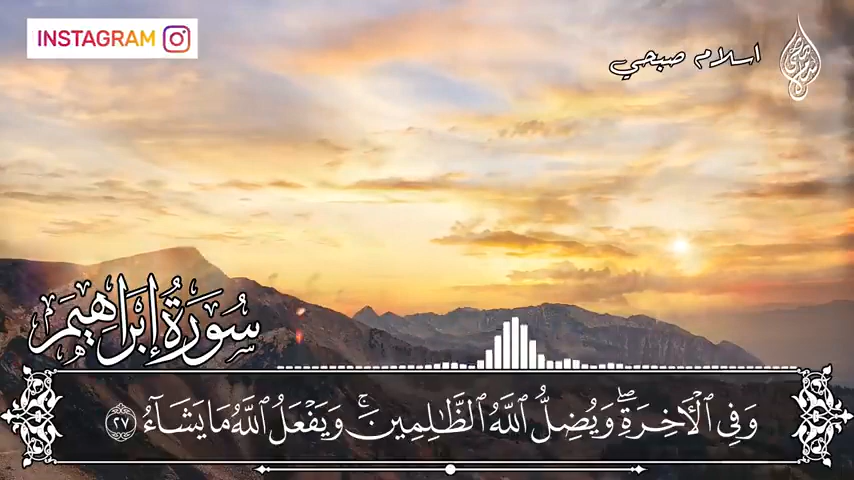 INSTAGRAM
اسلام صبحي
سُورَةُ إِبْرَاهِيمَ
وَفِي ٱلْأَخِرَةِۖ وَيُضِلُّ ٱللَّهُ ٱلظَّٰلِمِينَۚ وَيَفْعَلُ ٱللَّهُ مَا يَشَآءُ ٢٧